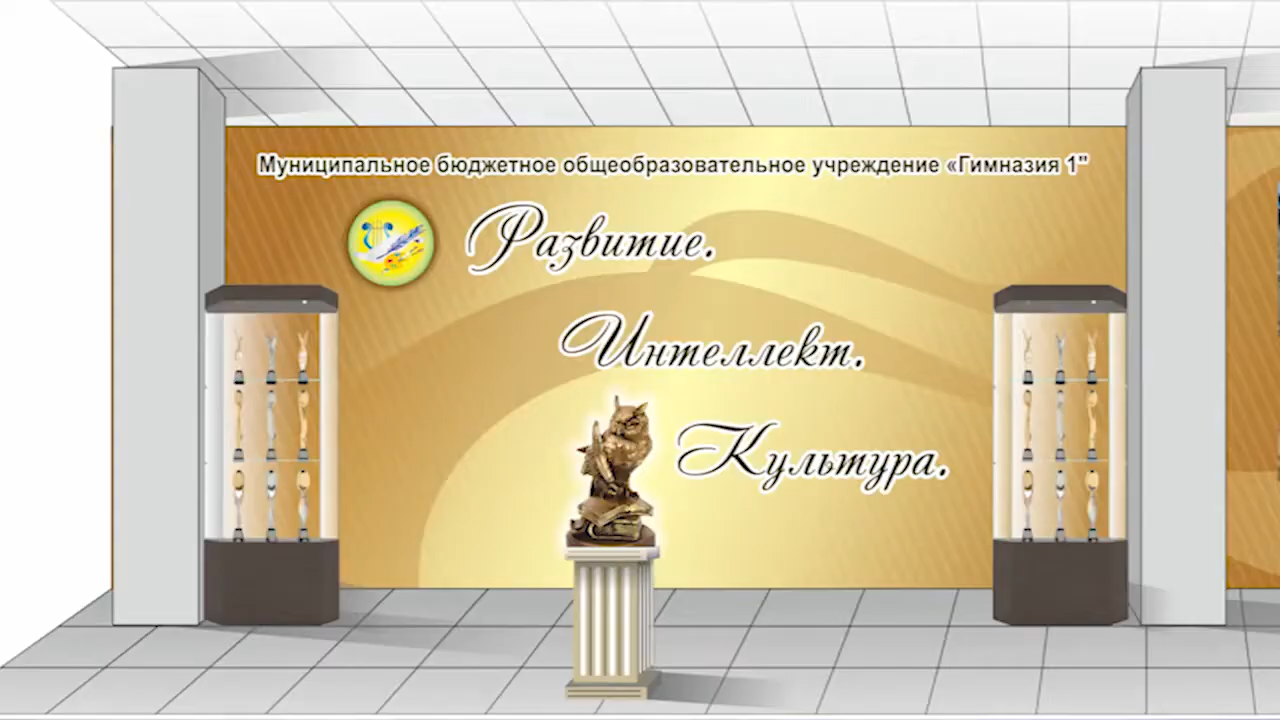 Муниципальное бюджетное общеобразовательное учреждение «Гимназия 1"
Развитие.
Интеллект.
Культура.